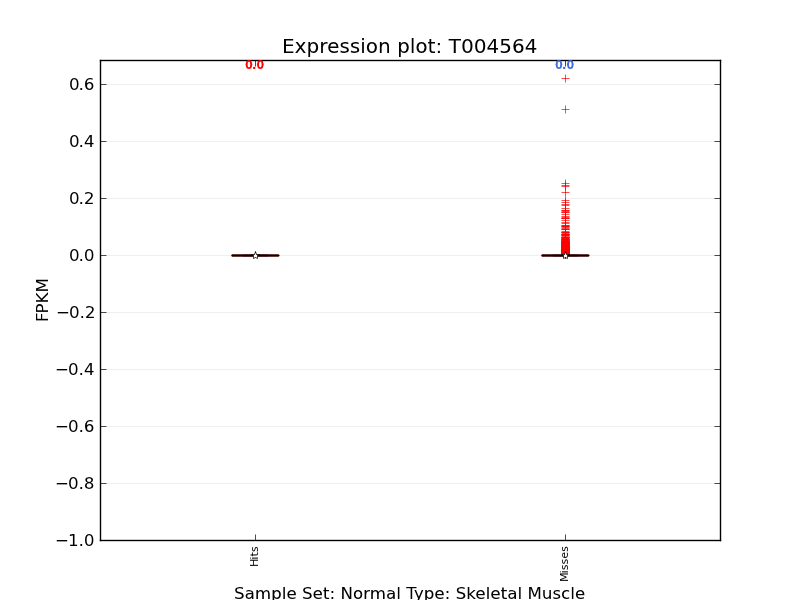 Expression plot: T004564
0.0
0.0
0.6
0.4
0.2
0.0
−0.2
−0.4
−0.6
−0.8
−1.0
FPKM
Hits
Misses
Sample Set: Normal Type: Skeletal Muscle